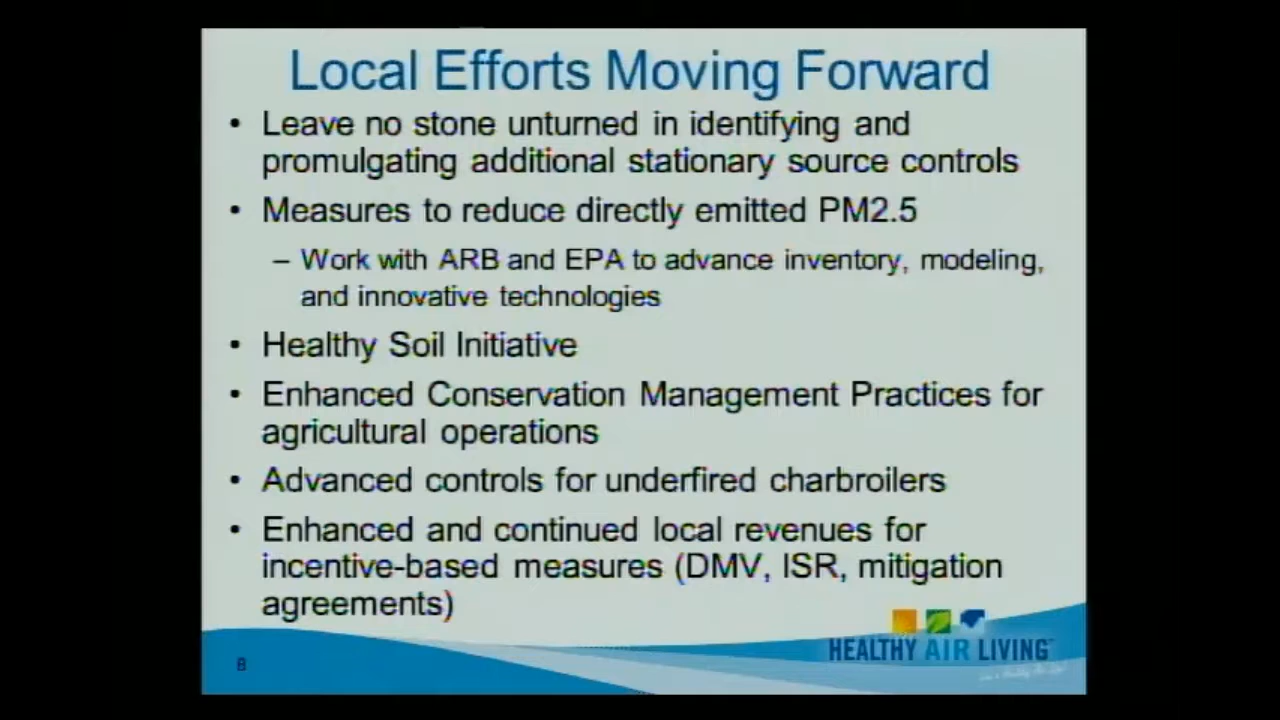 Local Efforts Moving Forward
• Leave no stone unturned in identifying and
promulgating additional stationary source controls
• Measures to reduce directly emitted PM2.5
– Work with ARB and EPA to advance inventory, modeling,
and innovative technologies
• Healthy Soil Initiative
• Enhanced Conservation Management Practices for
agricultural operations
• Advanced controls for underfired charbroilers
• Enhanced and continued local revenues for
incentive-based measures (DMV, ISR, mitigation
agreements)
8
HEALTHY AIR LIVING™